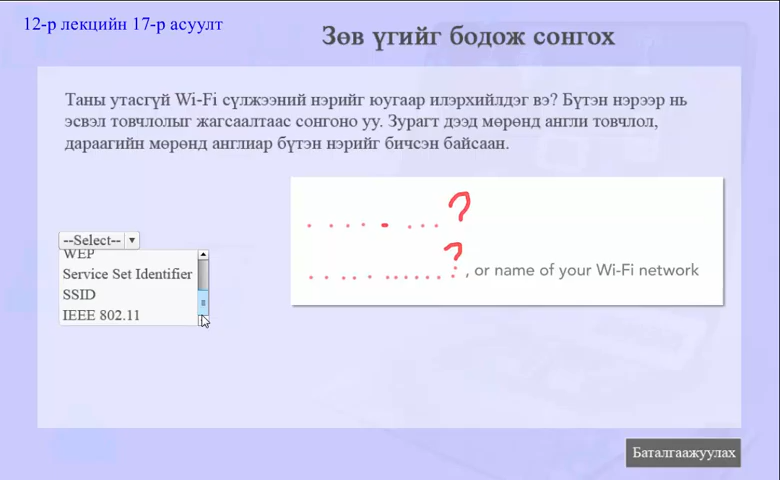 12-р лекцийн 17-р асуулт
Зөв үгийг бодож сонгох
Таны утасгүй Wi-Fi сүлжээний нэрийг юугаар илэрхийлдэг вэ? Бүтэн нэрээр нь
эсвэл товчлолыг жагсаалтаас сонгоно уу. Зурагт дээд мөрөнд англи товчлол,
дараагийн мөрөнд англиар бүтэн нэрийг бичсэн байсаан.
. . . . - . . . ?
--Select--
WEP
Service Set Identifier
SSID
IEEE 802.11
. . . . . . . . . . . ? , or name of your Wi-Fi network
Баталгаажуулах